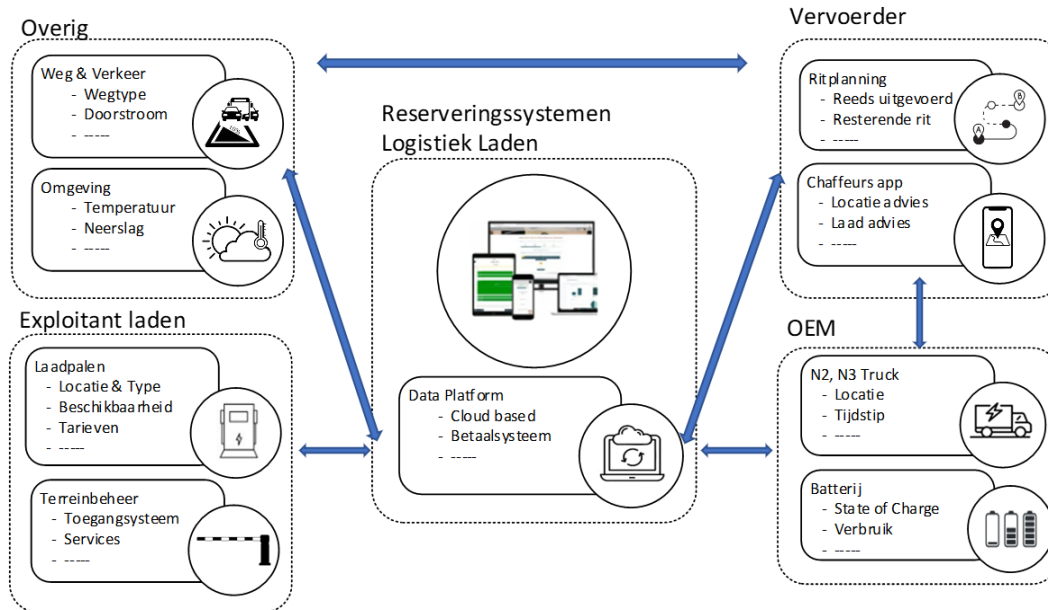 Overig
Weg & Verkeer
- Wegtype
- Doorstroom
- -----
10%
Omgeving
- Temperatuur
- Neerslag
- -----
Exploitant laden
Laadpalen
- Locatie & Type
- Beschikbaarheid
- Tarieven
- -----
Terreinbeheer
- Toegangsysteem
- Services
- -----
Reserveringssystemen
Logistiek Laden
Data Platform
- Cloud based
- Betaalsysteem
- -----
Vervoerder
Ritplanning
- Reeds uitgevoerd
- Resterende rit
- -----
B
A
Chaffeurs app
- Locatie advies
- Laad advies
- -----
OEM
N2, N3 Truck
- Locatie
- Tijdstip
- -----
Batterij
- State of Charge
- Verbruik
- -----